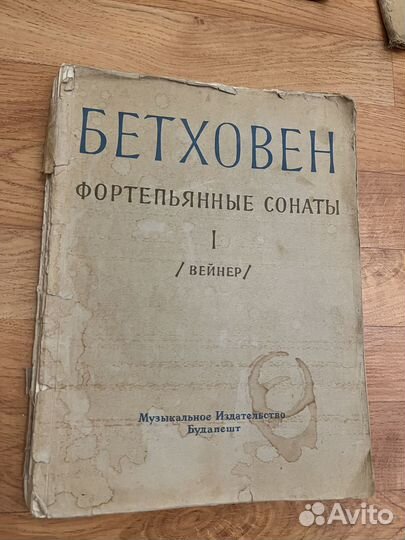 БЕТХОВЕН
ФОРТЕПЬЯННЫЕ СОНАТЫ
I
/ВЕЙНЕР/
Музыкальное Издательство
Будапешт
Avito